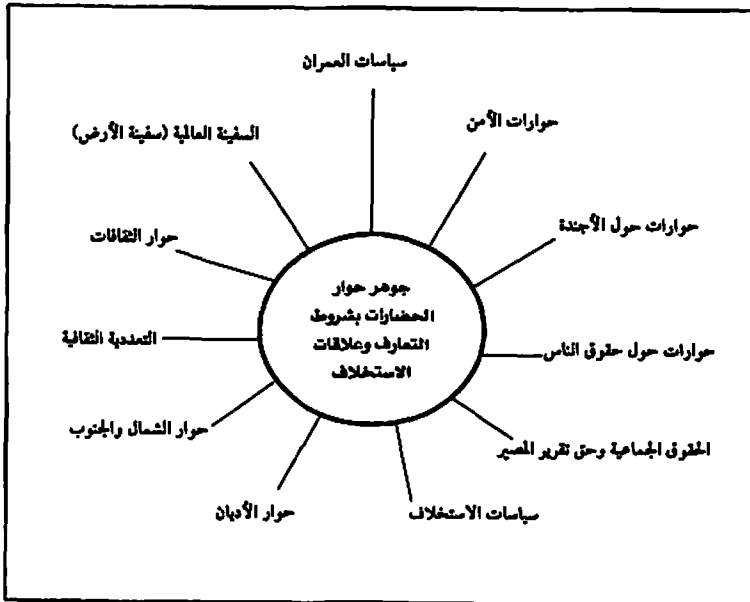 سياسات العمران
حوارات الأمن
السفينة العالمية (سفينة الأرض)
حوارات حول الأجندة
حوار الثقافات
جوهر حوار
الحضارات بشروط
التعارف وعلاقات
الاستخلاف
حوارات حول حقوق الناس
التعددية الثقافية
حوار الشمال والجنوب
الحقوق الجماعية وحق تقرير المصير
سياسات الاستخلاف
حوار الأديان